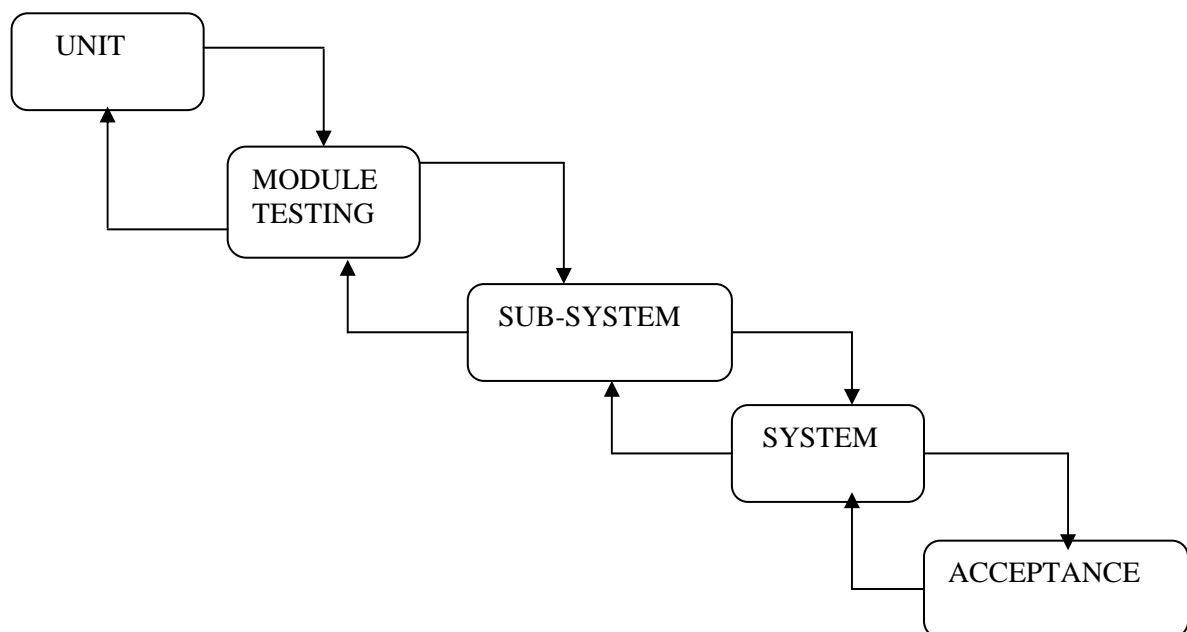 UNIT
MODULE
TESTING
SUB-SYSTEM
SYSTEM
ACCEPTANCE